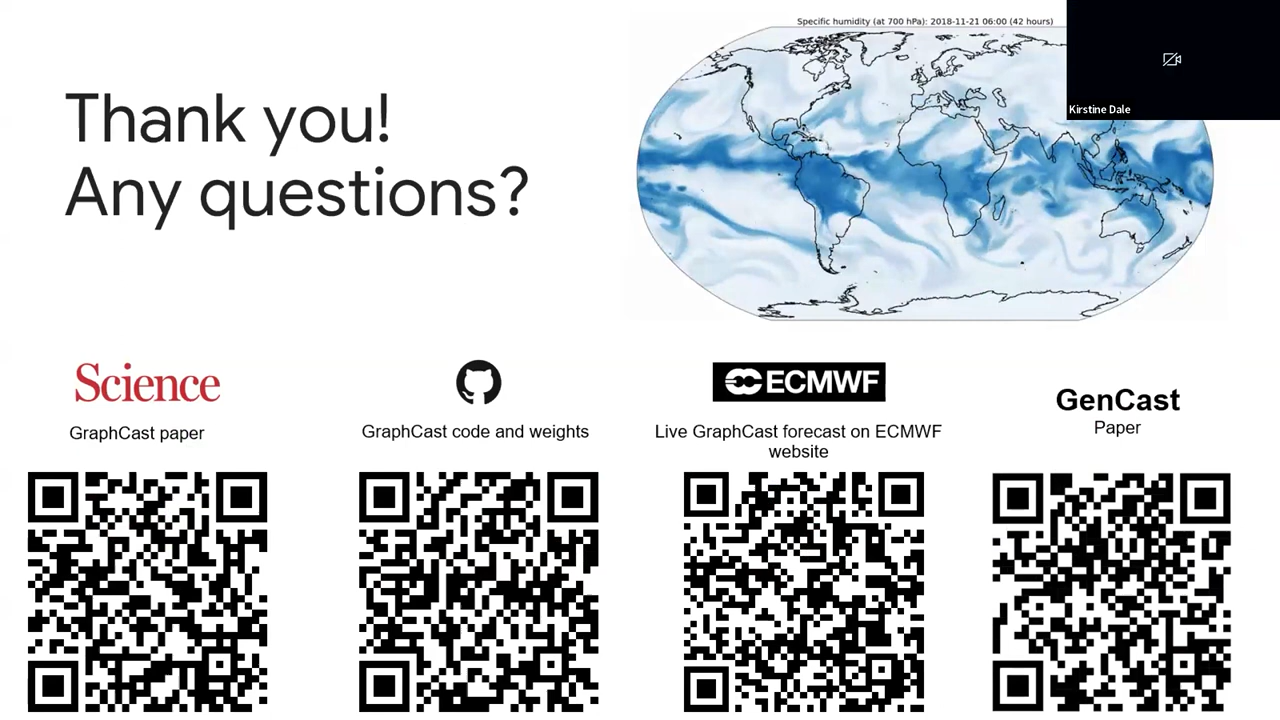 Specific humidity (at 700 hPa): 2018-11-21 06:00 (42 hours)
Kirstine Dale
Thank you!
Any questions?
Science
GraphCast paper
GraphCast code and weights
ECMWF
Live GraphCast forecast on ECMWF
website
GenCast
Paper